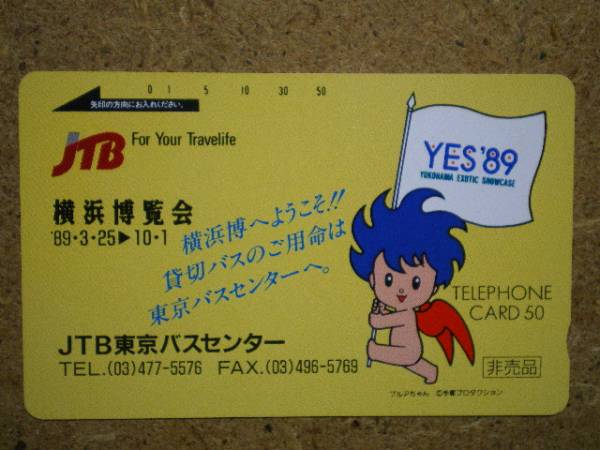 0 1 5 10 30 50
矢印の方向にお入れください。
JTB For Your Travelife
YES'89
YOKOHAMA EXOTIC SHOWCASE
横浜博覧会
'89・3・25▶10・1
横浜博へようこそ!!
貸切バスのご用命は
東京バスセンターへ。
TELEPHONE
CARD 50
JTB東京バスセンター
TEL.(03)477-5576 FAX.(03)496-5769
非売品
ブルアちゃん ©手塚プロダクション